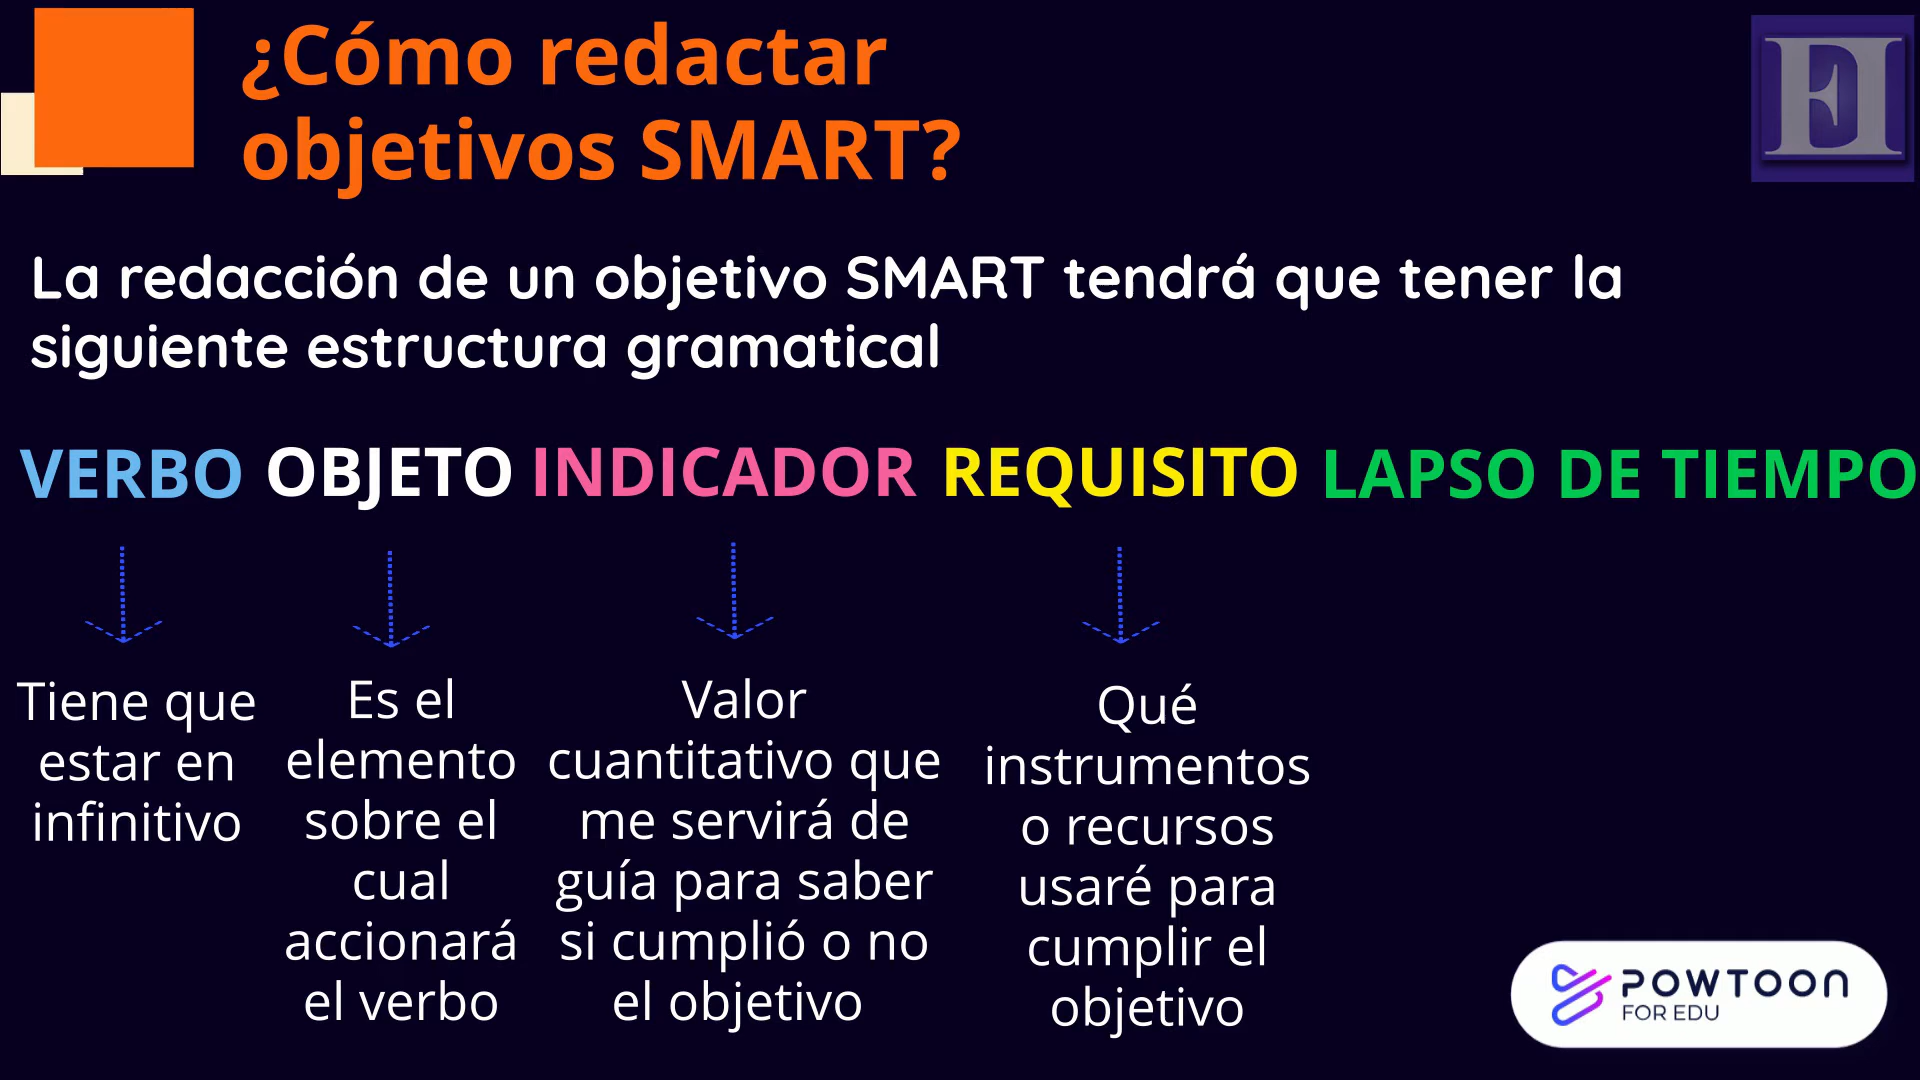 ¿Cómo redactar
objetivos SMART?
EI
La redacción de un objetivo SMART tendrá que tener la
siguiente estructura gramatical
VERBO OBJETO INDICADOR REQUISITO LAPSO DE TIEMPO
Tiene que
estar en
infinitivo
Es el
elemento
sobre el
cual
accionará
el verbo
Valor
cuantitativo que
me servirá de
guía para saber
si cumplió o no
el objetivo
Qué
instrumentos
o recursos
usaré para
cumplir el
objetivo
POWTOON
FOR EDU